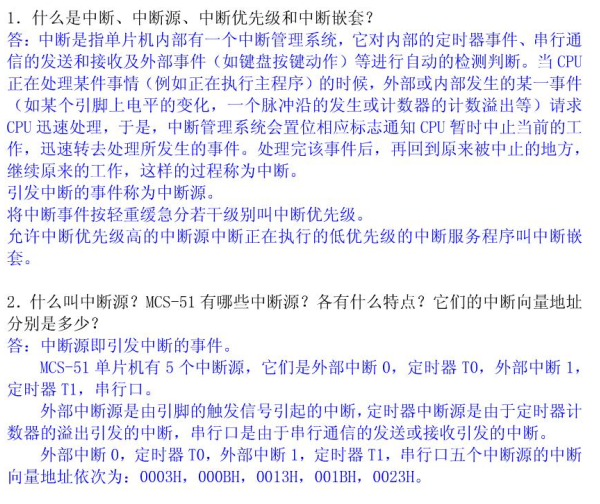 1．什么是中断、中断源、中断优先级和中断嵌套？
答：中断是指单片机内部有一个中断管理系统，它对内部的定时器事件、串行通
信的发送和接收及外部事件（如键盘按键动作）等进行自动的检测判断。当 CPU
正在处理某件事情（例如正在执行主程序）的时候，外部或内部发生的某一事件
（如某个引脚上电平的变化，一个脉冲沿的发生或计数器的计数溢出等）请求
CPU 迅速处理，于是，中断管理系统会置位相应标志通知 CPU 暂时中止当前的工
作，迅速转去处理所发生的事件。处理完该事件后，再回到原来被中止的地方，
继续原来的工作，这样的过程称为中断。
引发中断的事件称为中断源。
将中断事件按轻重缓急分若干级别叫中断优先级。
允许中断优先级高的中断源中断正在执行的低优先级的中断服务程序叫中断嵌
套。
2．什么叫中断源？MCS-51 有哪些中断源？各有什么特点？它们的中断向量地址
分别是多少？
答：中断源即引发中断的事件。
MCS-51 单片机有 5 个中断源，它们是外部中断 0，定时器 T0，外部中断 1，
定时器 T1，串行口。
外部中断源是由引脚的触发信号引起的中断，定时器中断源是由于定时器计
数器的溢出引发的中断，串行口是由于串行通信的发送或接收引发的中断。
外部中断 0，定时器 T0，外部中断 1，定时器 T1，串行口五个中断源的中断
向量地址依次为：0003H，000BH，0013H，001BH，0023H。